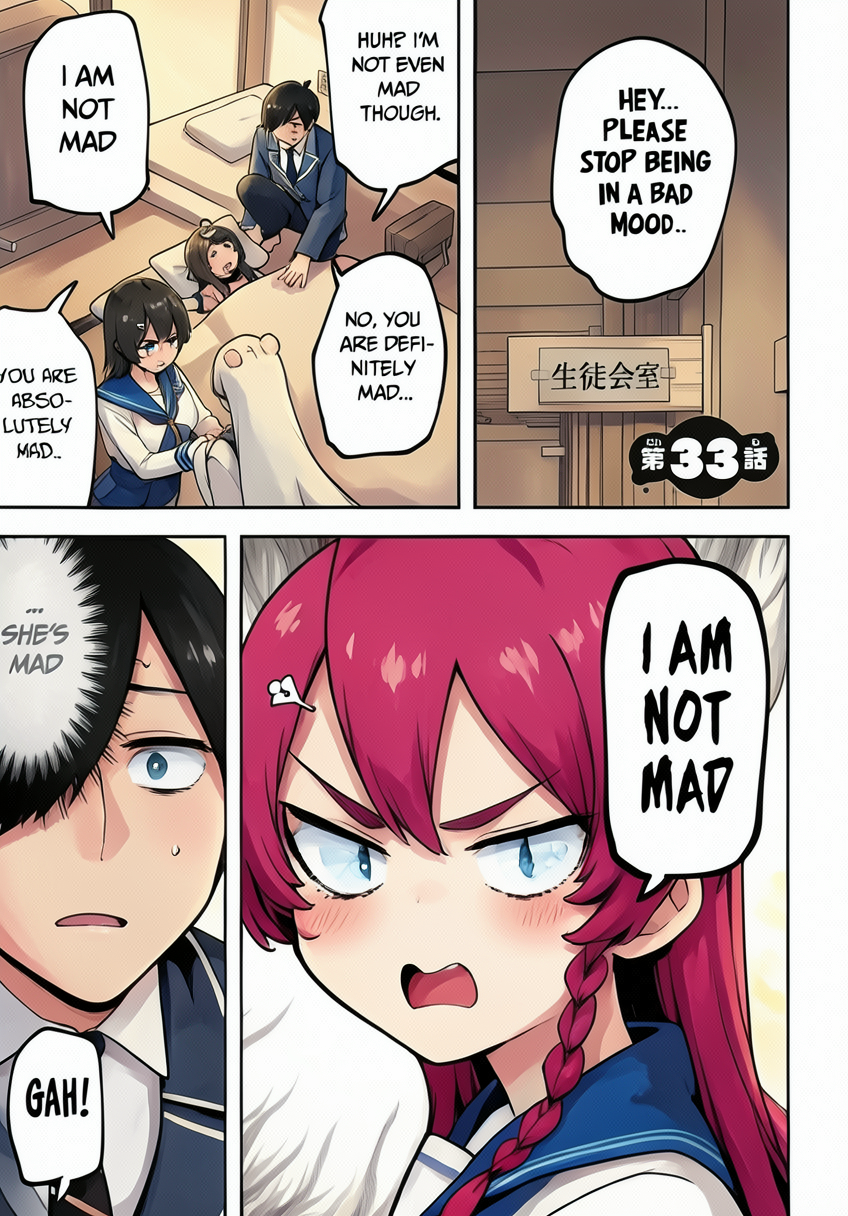 HEY...
PLEASE
STOP BEING
IN A BAD
MOOD..
生徒会室
第33話
HUH? I'M
NOT EVEN
MAD
THOUGH.
I AM
NOT
MAD
NO, YOU
ARE DEFI-
NITELY
MAD...
YOU ARE
ABSO-
LUTELY
MAD..
I AM
NOT
MAD
...
SHE'S
MAD
GAH!